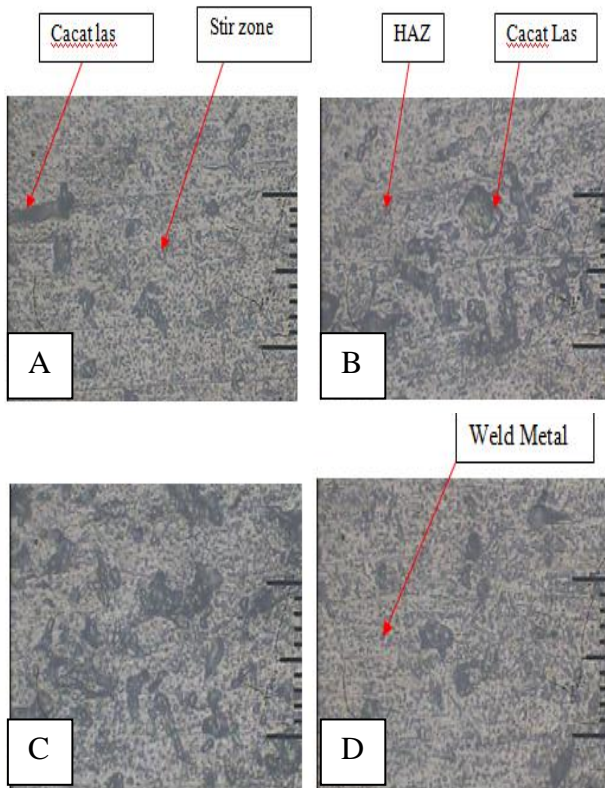 Cacat las
Stir zone
HAZ
Cacat Las
A
B
Weld Metal
C
D